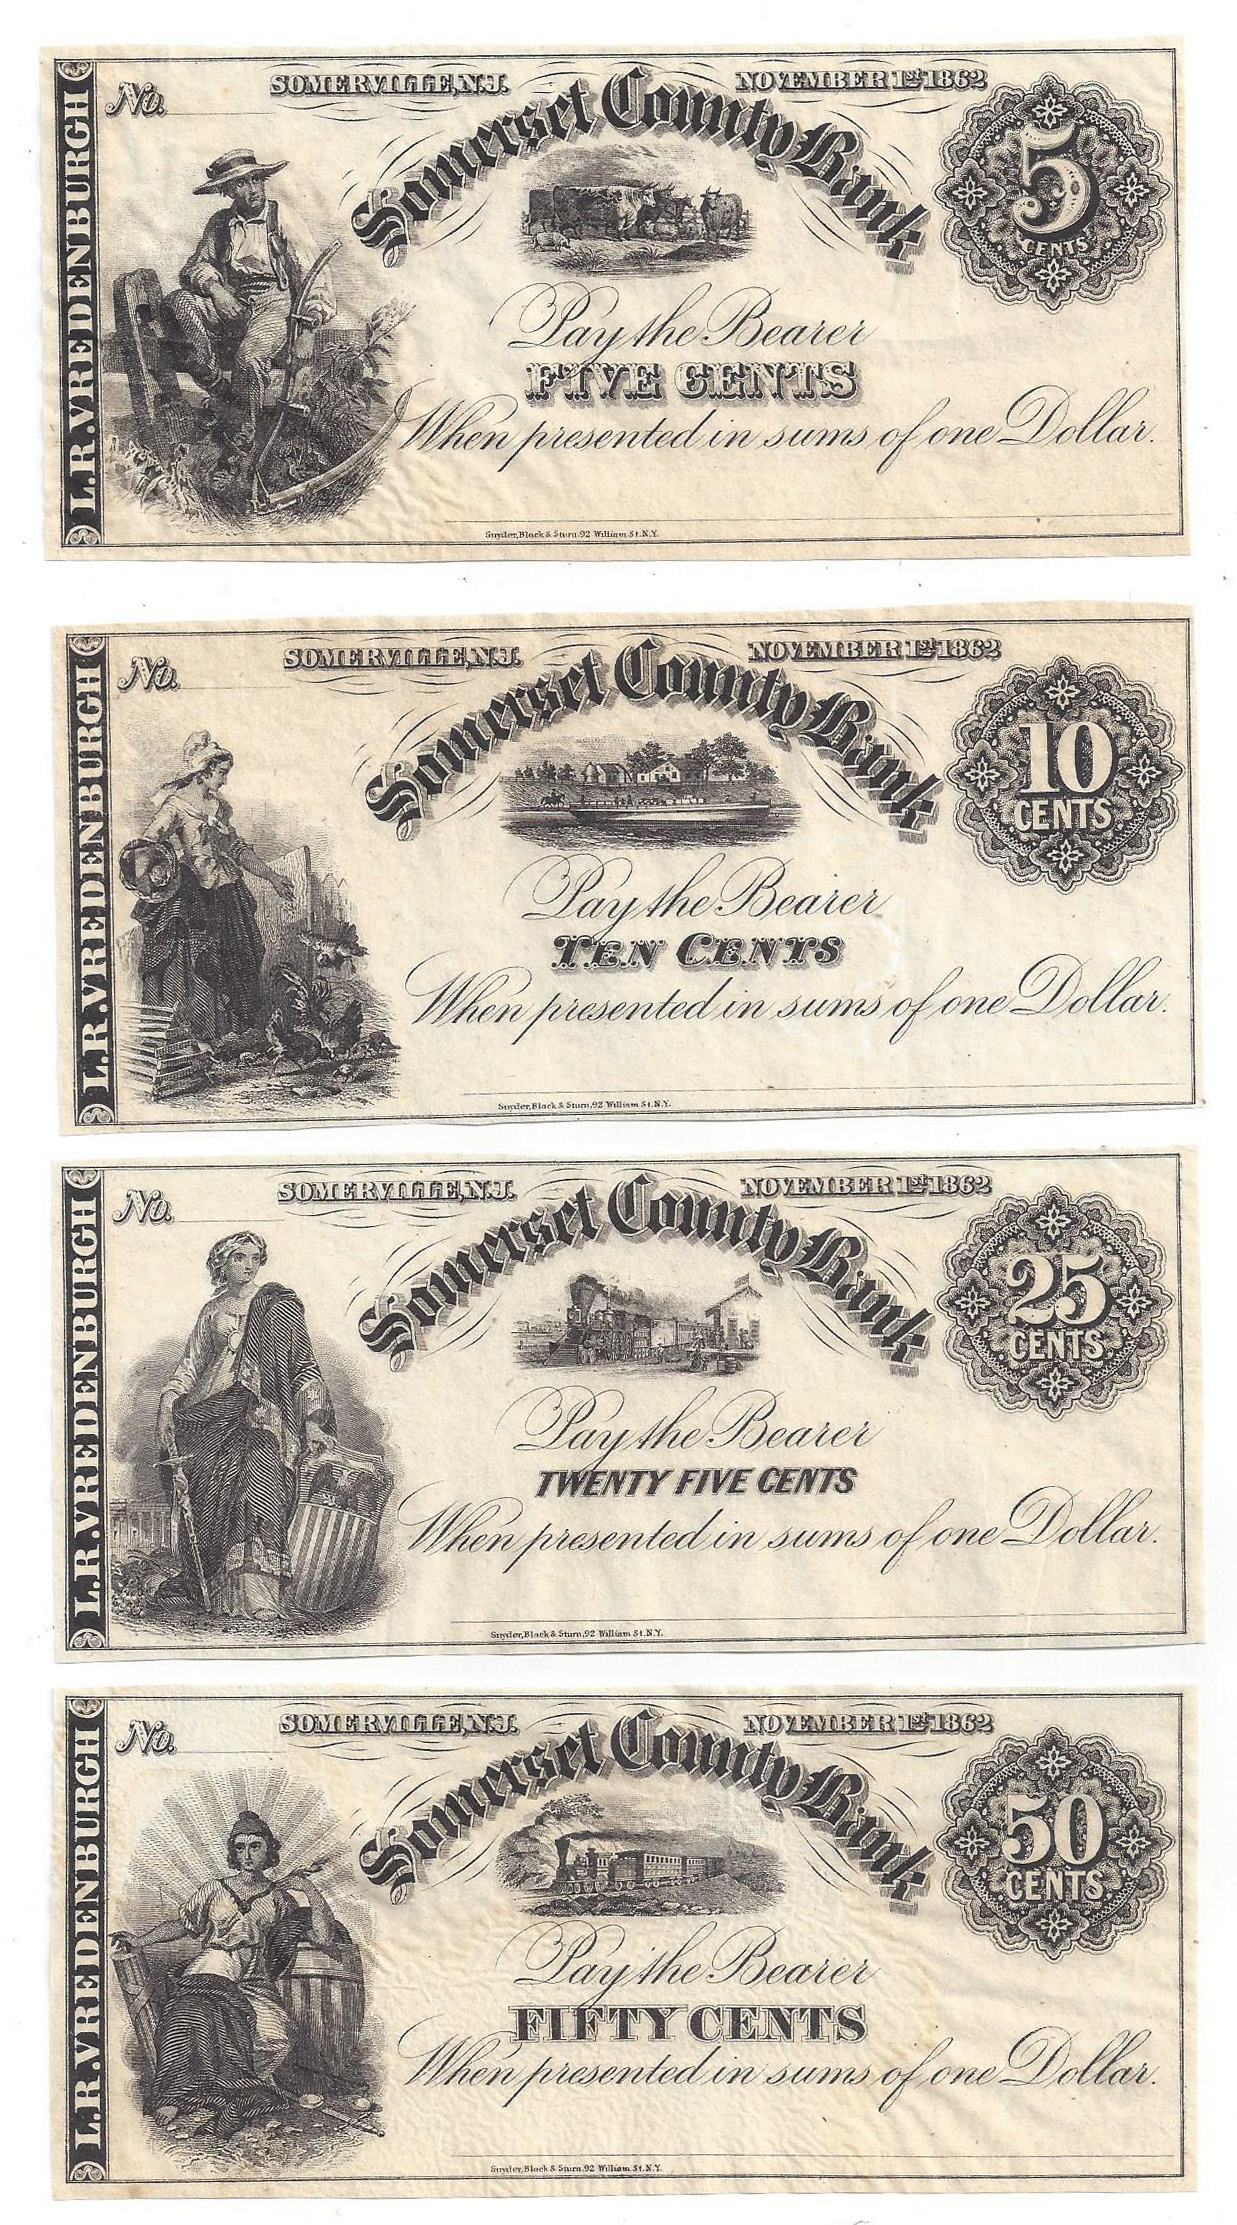 L.R.VREDENBURGH
No.
SOMERVILLE, N.J.
NOVEMBER 1st 1862
Somerset County Bank
5
CENTS
Pay the Bearer
FIVE CENTS
When presented in sums of one Dollar.
Snyder, Black & Sturn, 92 William St. N.Y.
L.R.VREDENBURGH
No.
SOMERVILLE, N.J.
NOVEMBER 1st 1862
Somerset County Bank
10
CENTS
Pay the Bearer
TEN CENTS
When presented in sums of one Dollar.
Snyder, Black & Sturn, 92 William St. N.Y.
L.R.VREDENBURGH
No.
SOMERVILLE, N.J.
NOVEMBER 1st 1862
Somerset County Bank
25
CENTS
Pay the Bearer
TWENTY FIVE CENTS
When presented in sums of one Dollar.
Snyder, Black & Sturn, 92 William St. N.Y.
L.R.VREDENBURGH
No.
SOMERVILLE, N.J.
NOVEMBER 1st 1862
Somerset County Bank
50
CENTS
Pay the Bearer
FIFTY CENTS
When presented in sums of one Dollar.
Snyder, Black & Sturn, 92 William St. N.Y.